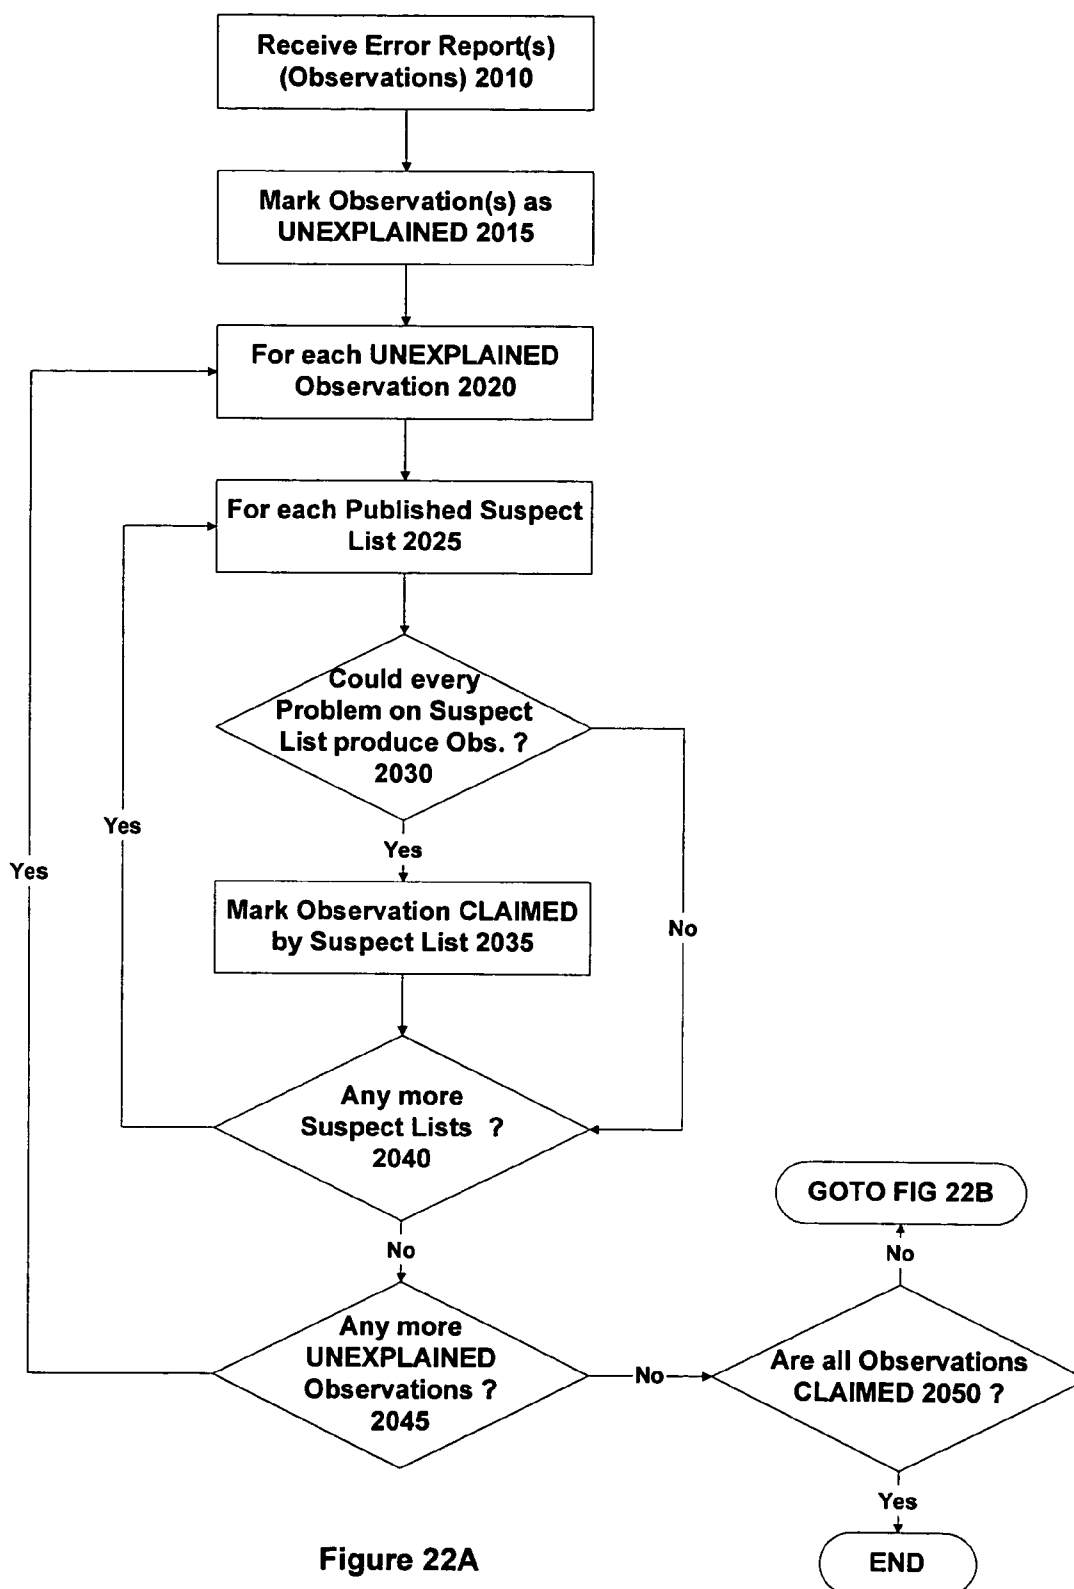 Receive Error Report(s)
(Observations) 2010
Mark Observation(s) as
UNEXPLAINED 2015
For each UNEXPLAINED
Observation 2020
For each Published Suspect
List 2025
Could every
Problem on Suspect
List produce Obs. ?
2030
Yes
Yes
Yes
Mark Observation CLAIMED
by Suspect List 2035
No
Any more
Suspect Lists ?
2040
GOTO FIG 22B
No
No
Any more
UNEXPLAINED
Observations ?
2045
No
Are all Observations
CLAIMED 2050 ?
Yes
END
Figure 22A